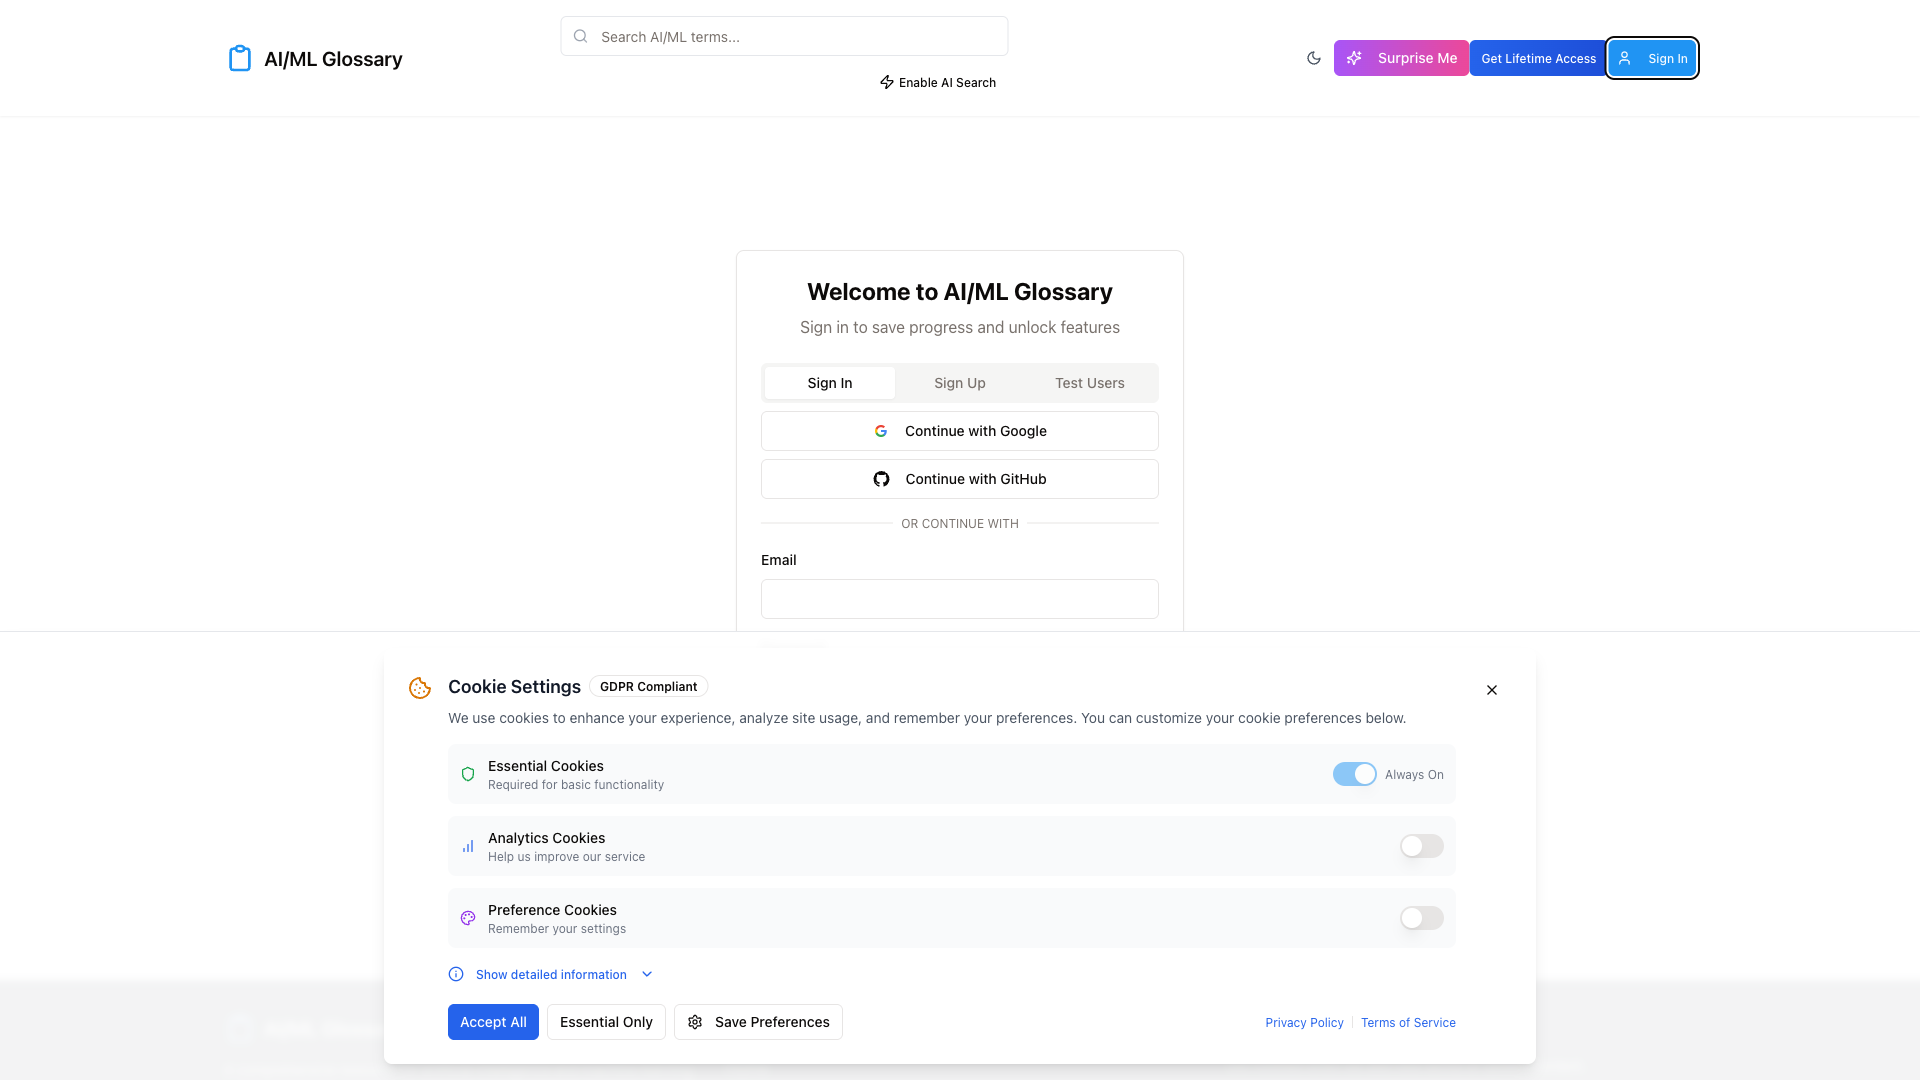 AI/ML Glossary
Search AI/ML terms...
Enable AI Search
Surprise Me
Get Lifetime Access
Sign In
Welcome to AI/ML Glossary
Sign in to save progress and unlock features
Sign In
Sign Up
Test Users
Continue with Google
Continue with GitHub
OR CONTINUE WITH
Email
Cookie Settings
GDPR Compliant
We use cookies to enhance your experience, analyze site usage, and remember your preferences. You can customize your cookie preferences below.
Essential Cookies
Required for basic functionality
Always On
Analytics Cookies
Help us improve our service
Preference Cookies
Remember your settings
Show detailed information
Accept All
Essential Only
Save Preferences
Privacy Policy
Terms of Service